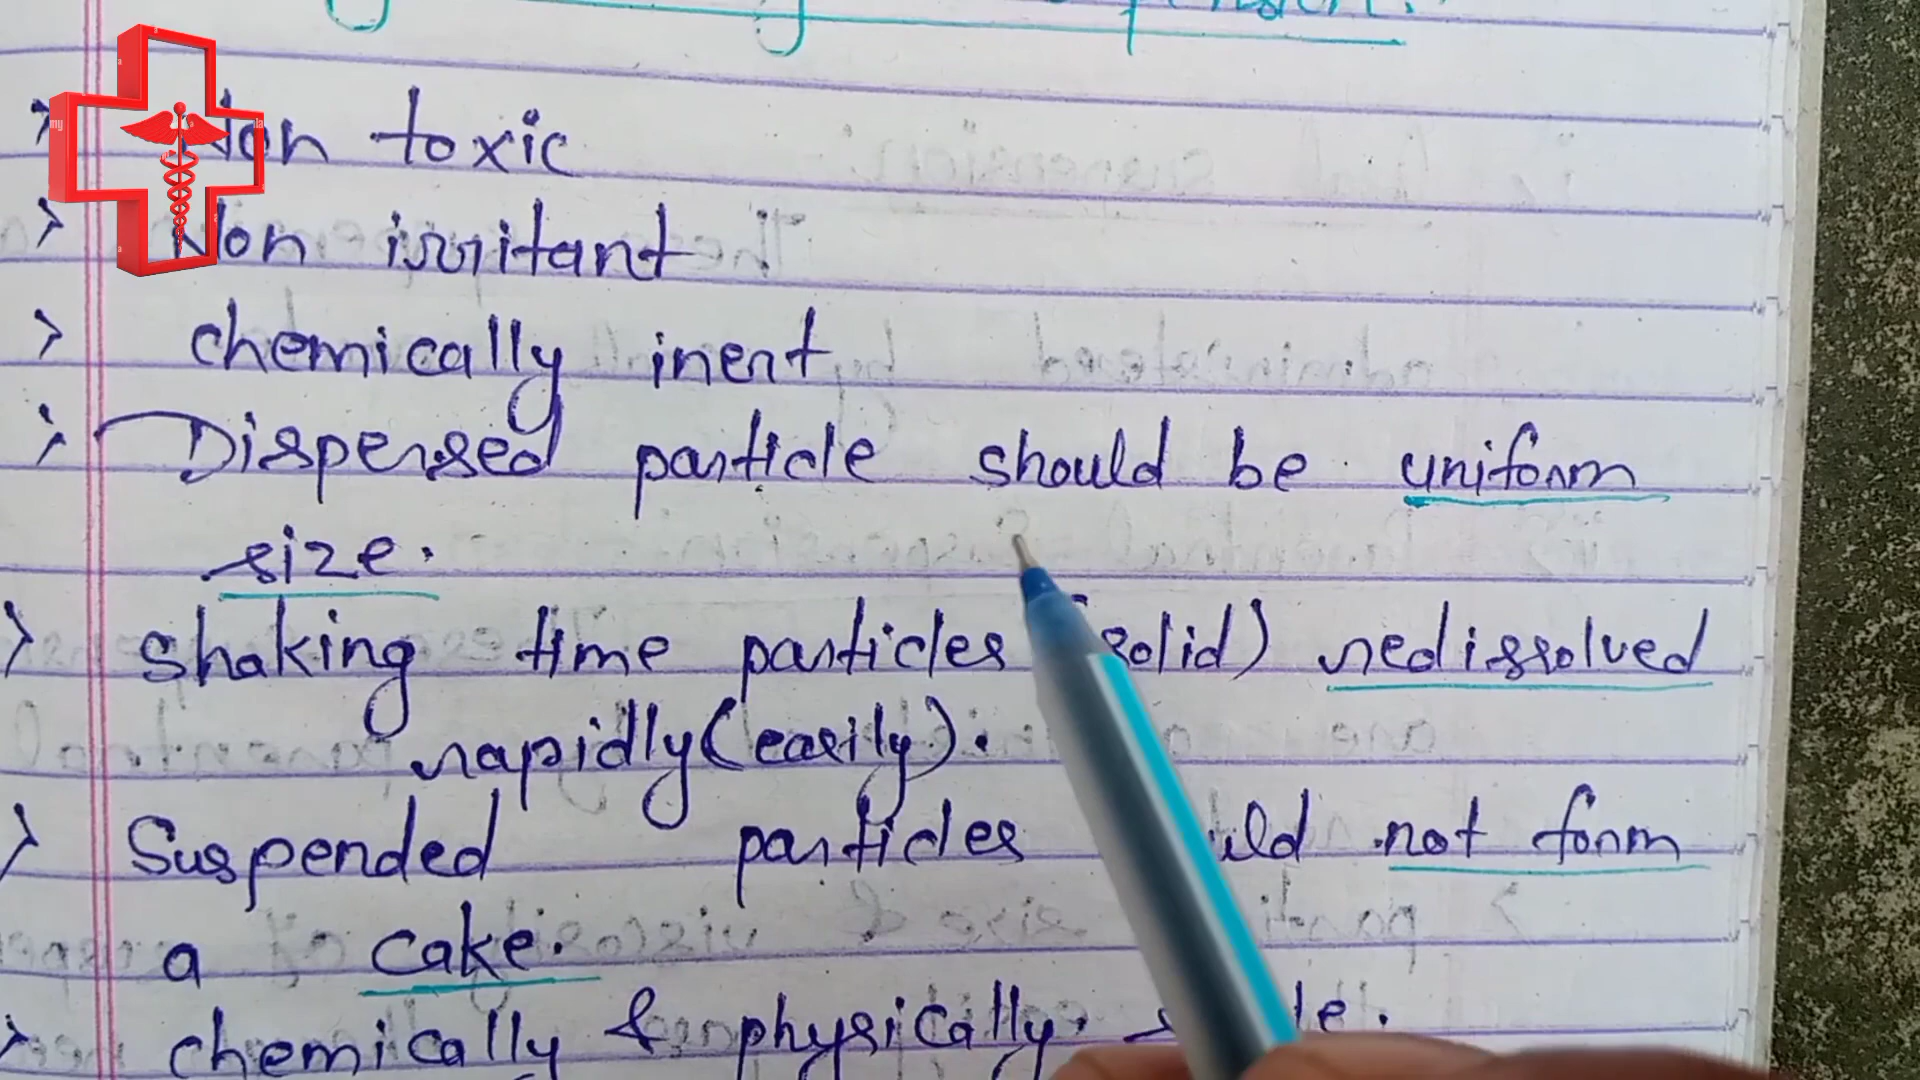 > Non toxic
> Non irritant
> chemically inert
> Dispersed particle should be uniform
size.
> Shaking time particles (solid) redissolved
rapidly (easily).
> Suspended particles not form
a cake.
> chemically & physically